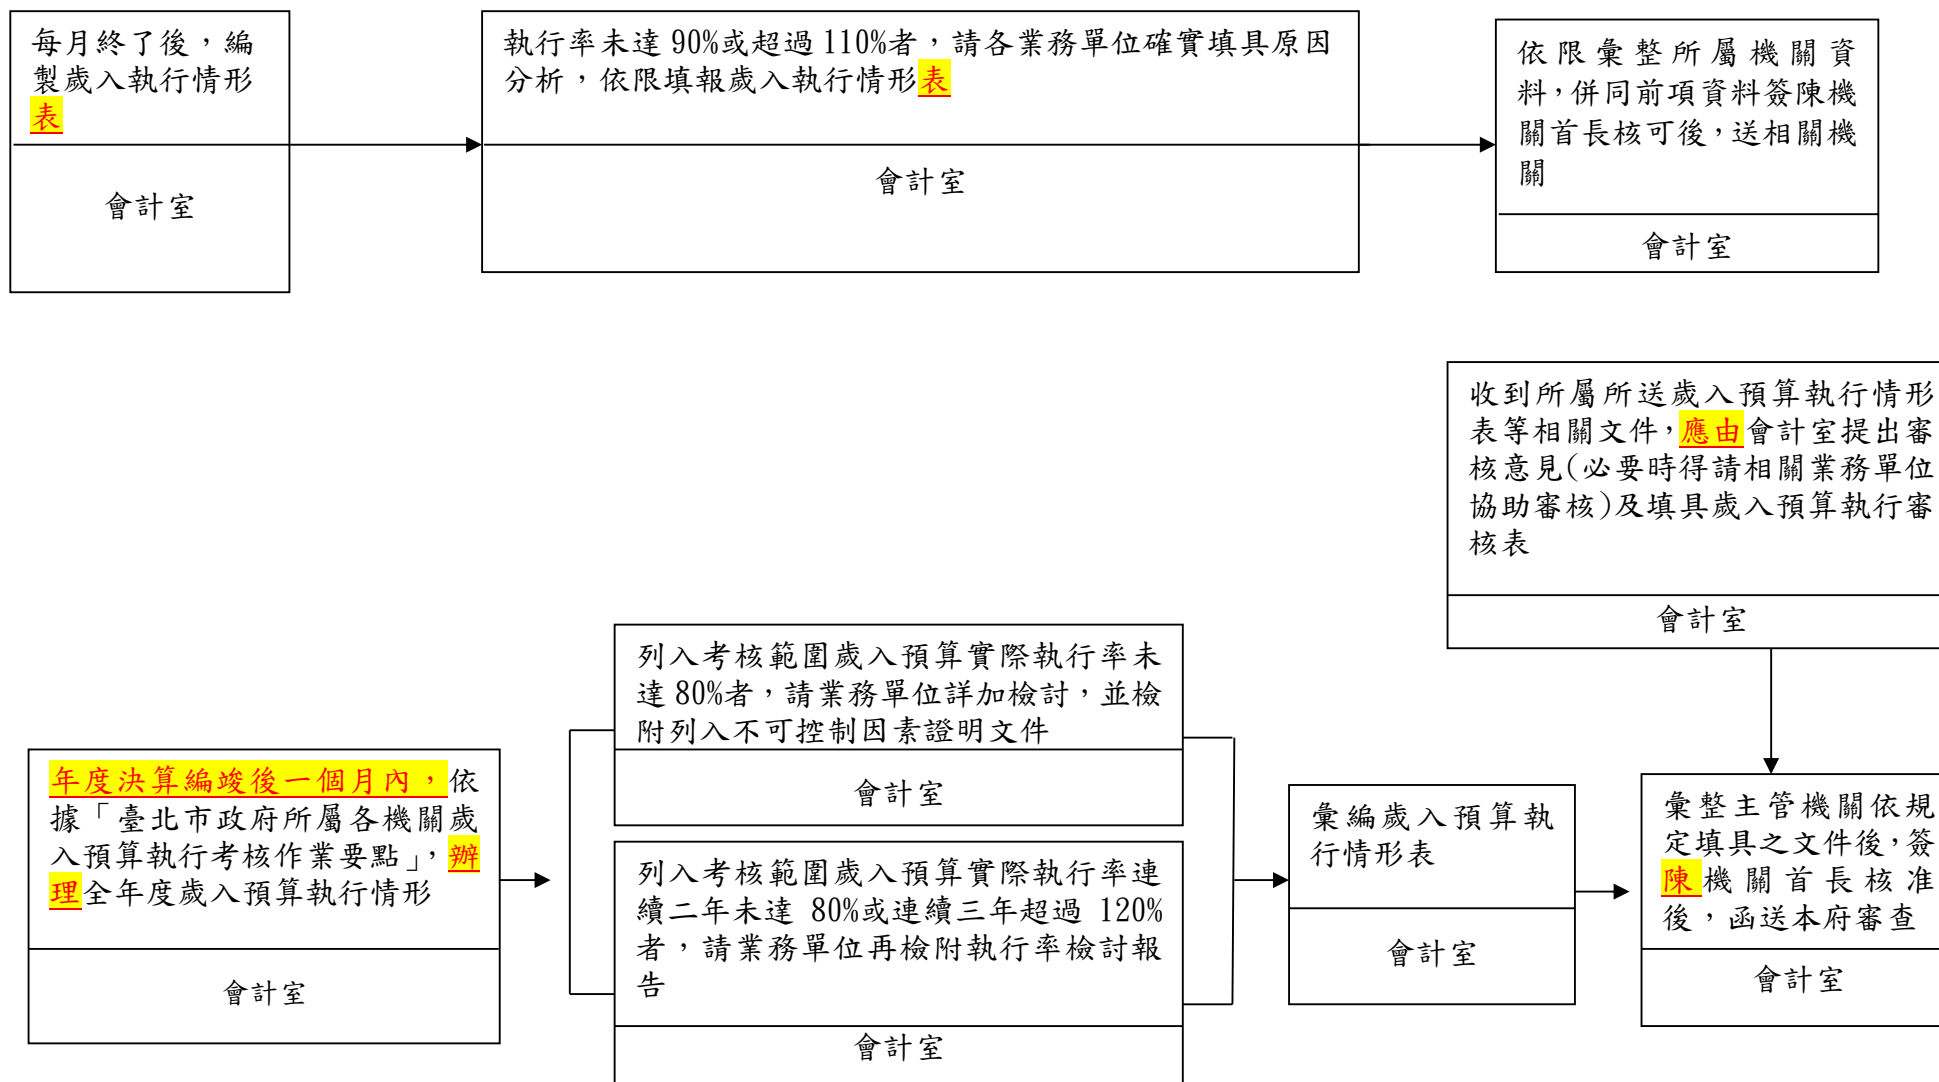 每月終了後，編
製歲入執行情形
表
會計室
執行率未達 90%或超過 110%者，請各業務單位確實填具原因
分析，依限填報歲入執行情形表
會計室
依限彙整所屬機關資
料，併同前項資料簽陳機
關首長核可後，送相關機
關
會計室
收到所屬所送歲入預算執行情形
表等相關文件，應由會計室提出審
核意見(必要時得請相關業務單位
協助審核)及填具歲入預算執行審
核表
會計室
年度決算編竣後一個月內，依
據「臺北市政府所屬各機關歲
入預算執行考核作業要點」，辦
理全年度歲入預算執行情形
會計室
列入考核範圍歲入預算實際執行率未
達 80%者，請業務單位詳加檢討，並檢
附列入不可控制因素證明文件
會計室
列入考核範圍歲入預算實際執行率連
續二年未達 80%或連續三年超過 120%
者，請業務單位再檢附執行率檢討報
告
會計室
彙編歲入預算執
行情形表
會計室
彙整主管機關依規
定填具之文件後，簽
陳機關首長核准
後，函送本府審查
會計室